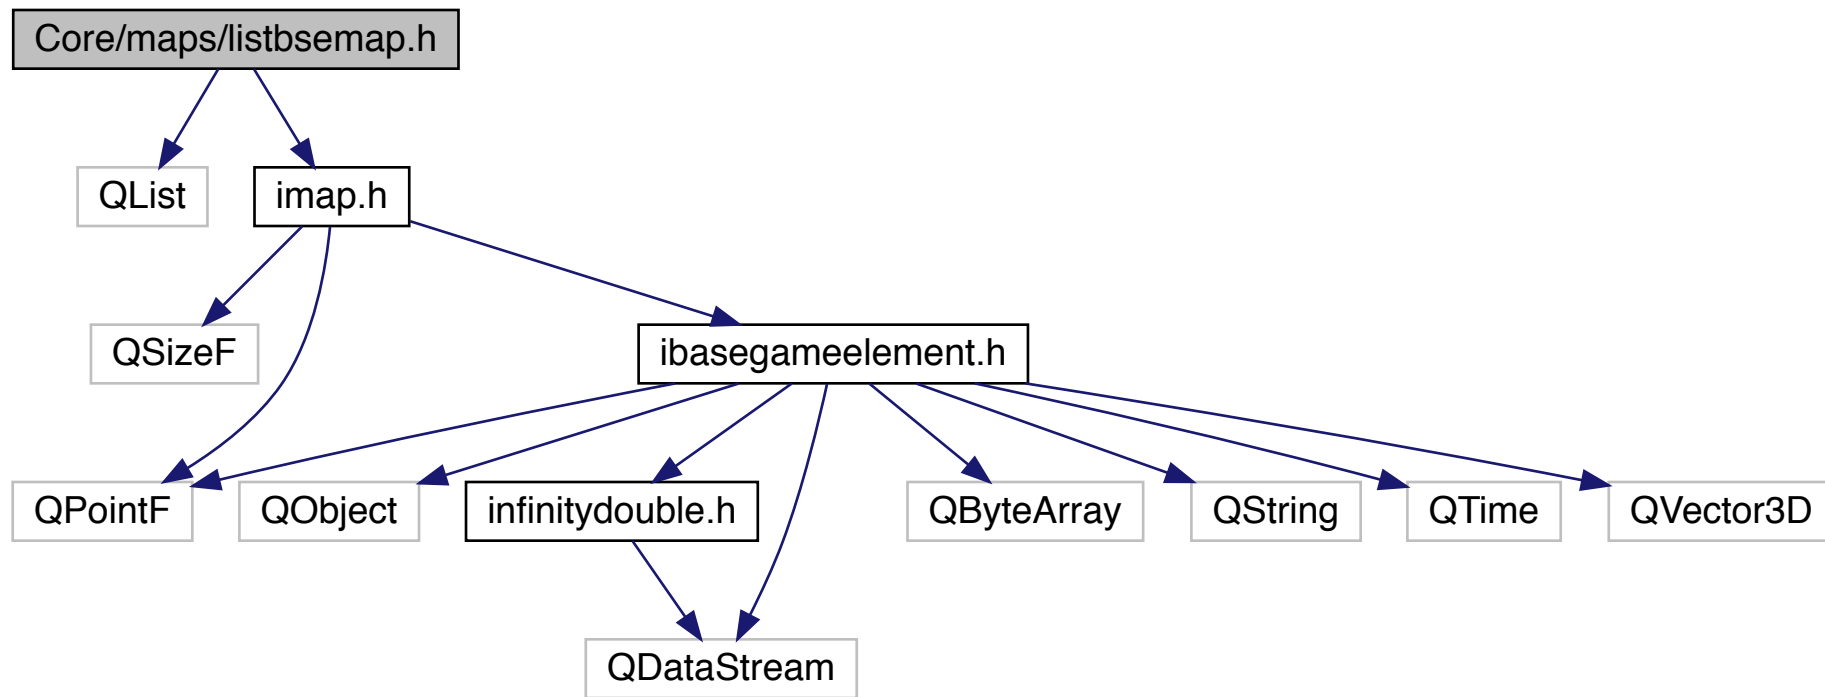 Core/maps/listbsemap.h
QList
imap.h
QSizeF
ibasegameelement.h
QPointF
QObject
infinitydouble.h
QByteArray
QString
QTime
QVector3D
QDataStream